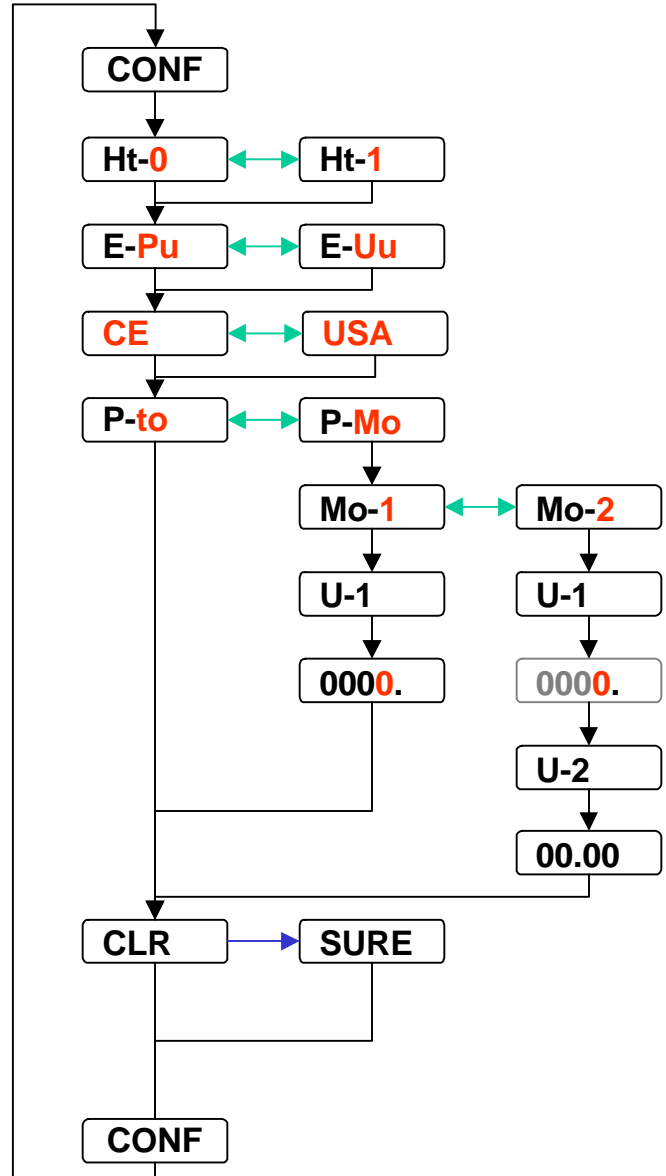 CONF
Ht-0 Ht-1
E-Pu E-Uu
CE USA
P-to P-Mo
Mo-1 Mo-2
U-1 U-1
0000. 0000.
U-2
00.00
CLR SURE
CONF